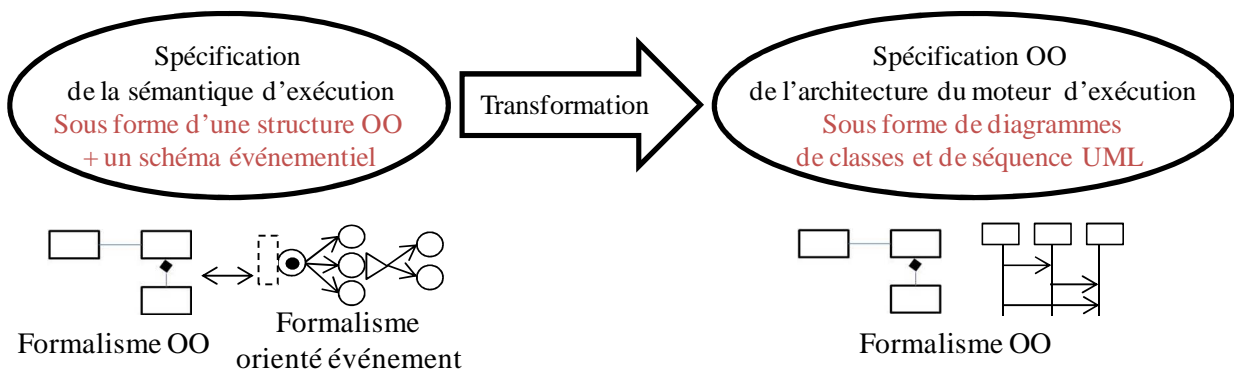 Spécification
de la sémantique d'exécution
Sous forme d'une structure OO
+ un schéma événementiel
Transformation
Spécification OO
de l'architecture du moteur d'exécution
Sous forme de diagrammes
de classes et de séquence UML
Formalisme OO
Formalisme
orienté événement
Formalisme OO